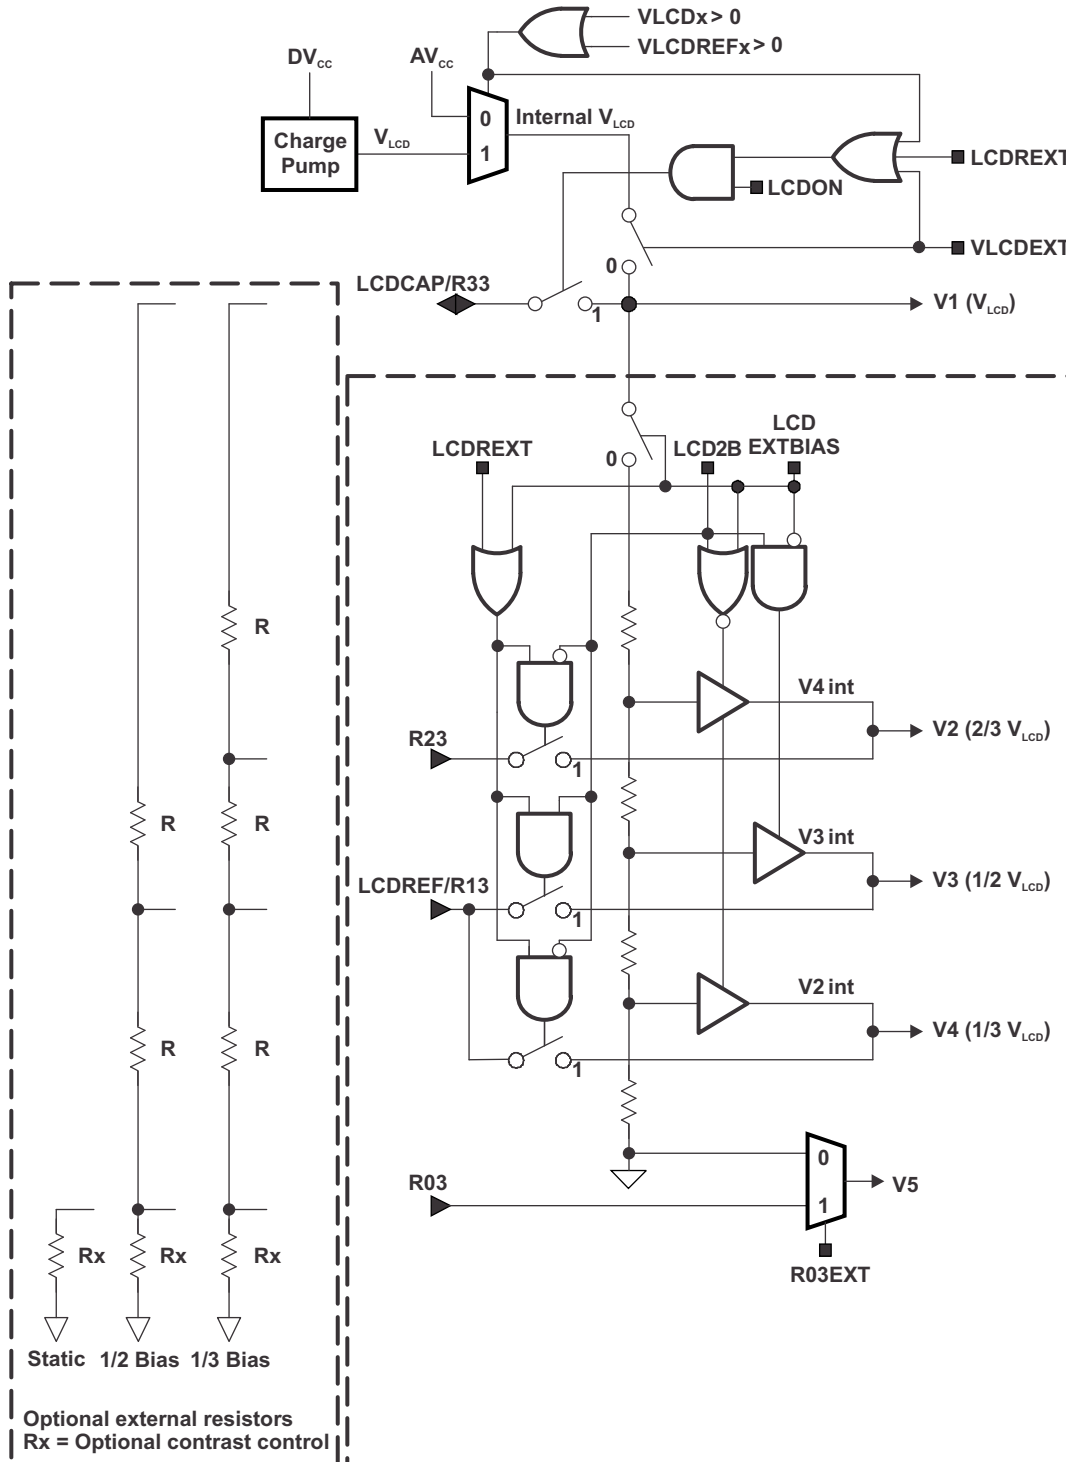 VLCDx > 0
VLCDREFx > 0
DVCC
AVCC
0
1
Internal VLCD
Charge
Pump
VLCD
LCDREXT
LCDON
VLCDEXT
0
LCDCAP/R33
1
V1 (VLCD)
LCDREXT
0
LCD2B
LCD
EXTBIAS
R
V4 int
R23
V2 (2/3 VLCD)
1
R
R
V3 int
LCDREF/R13
V3 (1/2 VLCD)
1
V2 int
V4 (1/3 VLCD)
R
R
1
0
R03
V5
1
Rx
Rx
Rx
R03EXT
Static
1/2 Bias
1/3 Bias
Optional external resistors
Rx = Optional contrast control